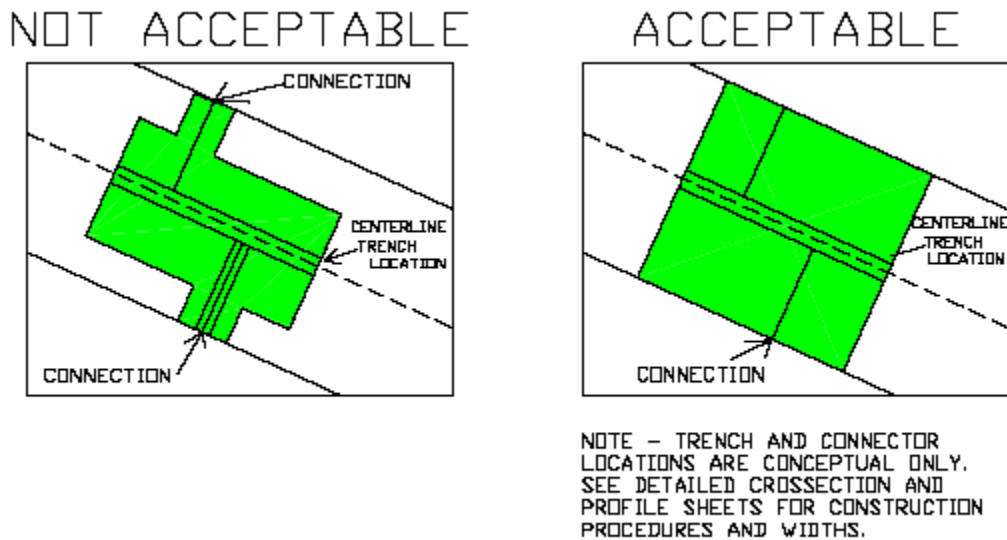 NOT ACCEPTABLE
CONNECTION
CENTERLINE
TRENCH
LOCATION
CONNECTION
ACCEPTABLE
CENTERLINE
TRENCH
LOCATION
CONNECTION
NOTE - TRENCH AND CONNECTOR
LOCATIONS ARE CONCEPTUAL ONLY.
SEE DETAILED CROSSECTION AND
PROFILE SHEETS FOR CONSTRUCTION
PROCEDURES AND WIDTHS.